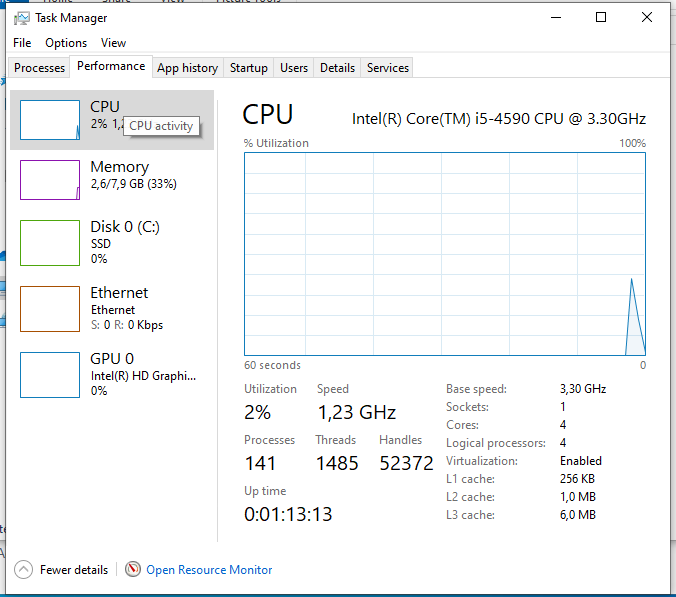 Task Manager
File Options View
Processes Performance App history Startup Users Details Services
CPU
2% 1,2
CPU activity
Memory
2,6/7,9 GB (33%)
Disk 0 (C:)
SSD
0%
Ethernet
Ethernet
S: 0 R: 0 Kbps
GPU 0
Intel(R) HD Graphi...
0%
CPU Intel(R) Core(TM) i5-4590 CPU @ 3.30GHz
% Utilization 100%
60 seconds 0
Utilization Speed
2% 1,23 GHz
Processes Threads Handles
141 1485 52372
Up time
0:01:13:13
Base speed: 3,30 GHz
Sockets: 1
Cores: 4
Logical processors: 4
Virtualization: Enabled
L1 cache: 256 KB
L2 cache: 1,0 MB
L3 cache: 6,0 MB
Fewer details Open Resource Monitor